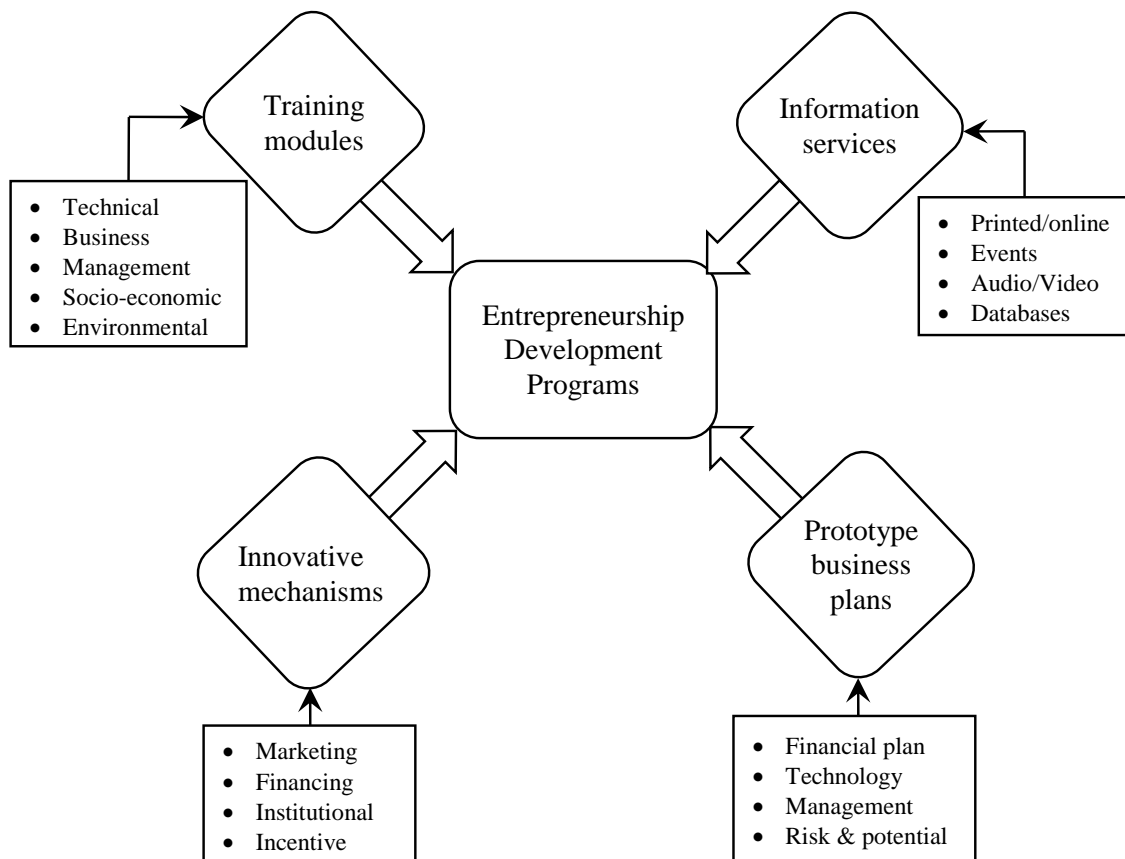 Training
modules
Information
services
• Technical
• Business
• Management
• Socio-economic
• Environmental
• Printed/online
• Events
• Audio/Video
• Databases
Entrepreneurship
Development
Programs
Innovative
mechanisms
Prototype
business
plans
• Marketing
• Financing
• Institutional
• Incentive
• Financial plan
• Technology
• Management
• Risk & potential